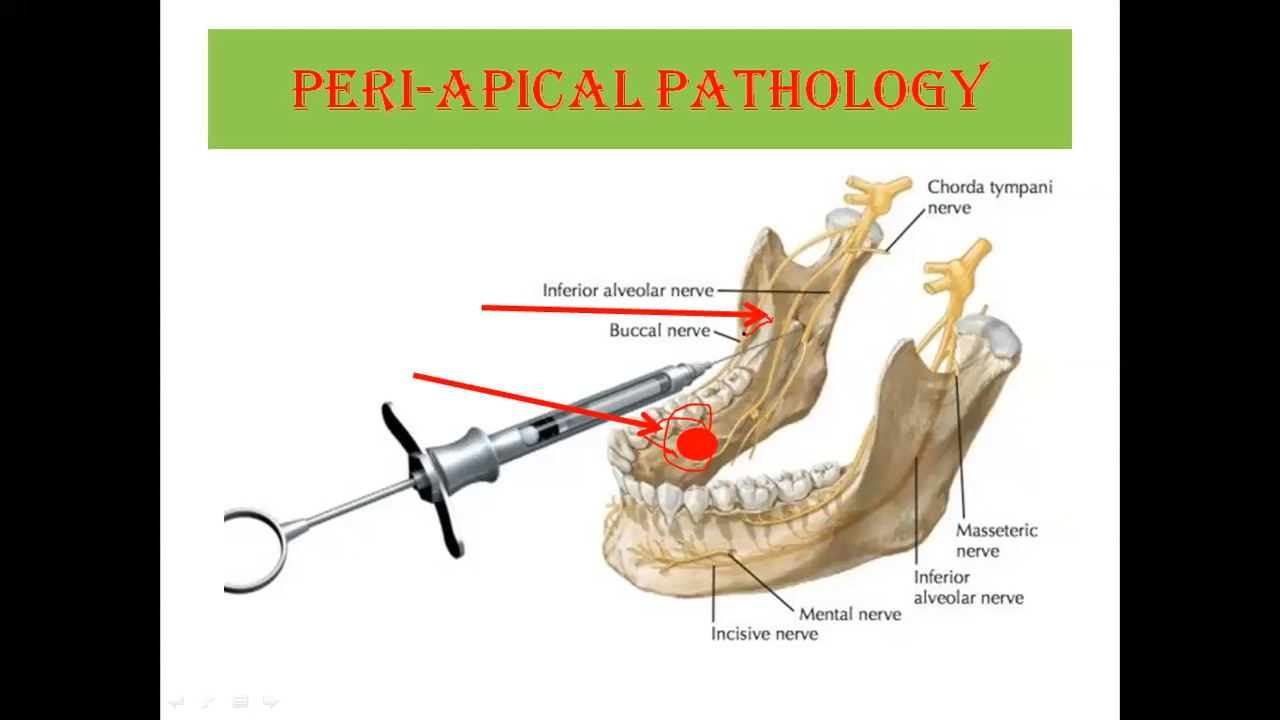 PERI-APICAL PATHOLOGY
Chorda tympani
nerve
Inferior alveolar nerve
Buccal nerve
Masseteric
nerve
Inferior
alveolar nerve
Mental nerve
Incisive nerve